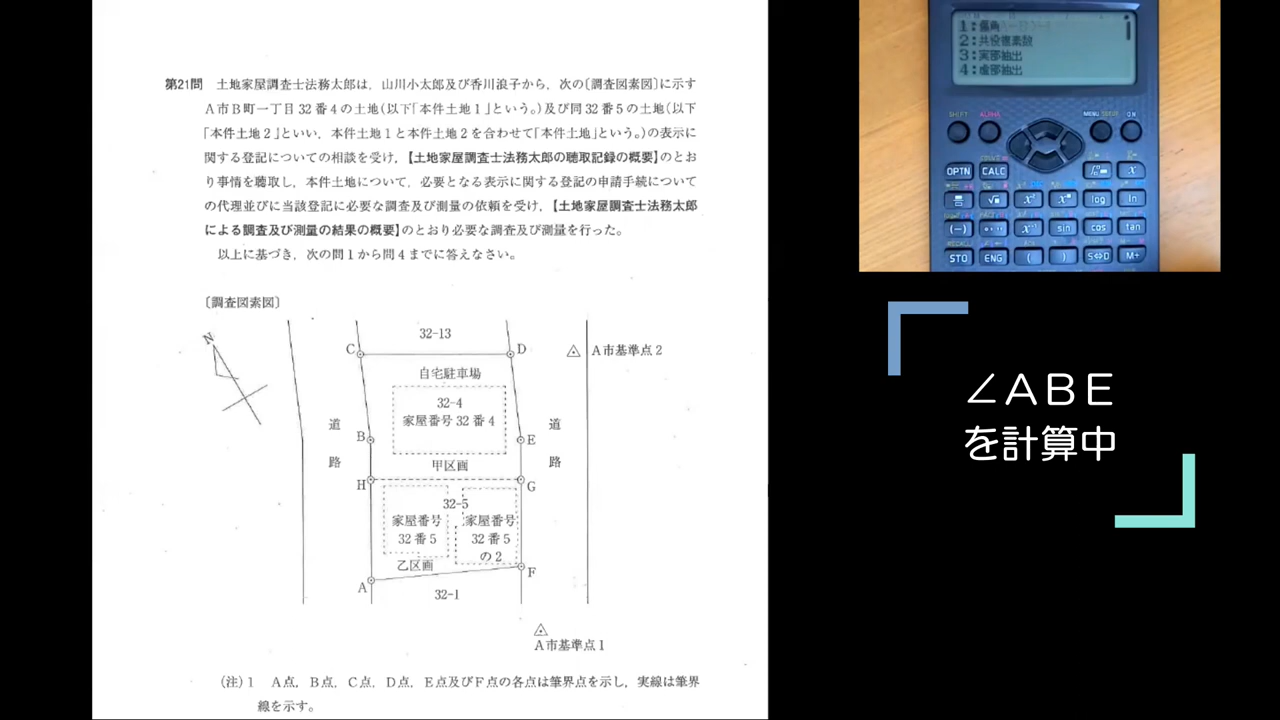 第21問 土地家屋調査士法務太郎は，山川小太郎及び香川浪子から，次の〔調査図素図〕に示す
A市B町一丁目32番4の土地(以下「本件土地1」という。)及び同32番5の土地(以下
「本件土地2」といい，本件土地1と本件土地2を合わせて「本件土地」という。)の表示に
関する登記についての相談を受け，【土地家屋調査士法務太郎の聴取記録の概要】のとお
り事情を聴取し，本件土地について，必要となる表示に関する登記の申請手続について
の代理並びに当該登記に必要な調査及び測量の依頼を受け，【土地家屋調査士法務太郎
による調査及び測量の結果の概要】のとおり必要な調査及び測量を行った。
以上に基づき，次の問1から問4までに答えなさい。
〔調査図素図〕
N
32-13
C
D
A市基準点2
自宅駐車場
32-4
家屋番号 32番4
道
路
道
路
B
E
甲区画
H
G
32-5
家屋番号
32番5
家屋番号
32番5
の2
乙区画
A
F
32-1
A市基準点1
(注) 1 A点，B点，C点，D点，E点及びF点の各点は筆界点を示し，実線は筆界
線を示す。
1:偏角
2:共役複素数
3:実部抽出
4:虚部抽出
SHIFT
ALPHA
MENU SETUP
ON
OPTN
CALC
x
log
ln
(−)
sin
cos
tan
STO
ENG
(
)
S⇔D
M+
∠ABE
を計算中